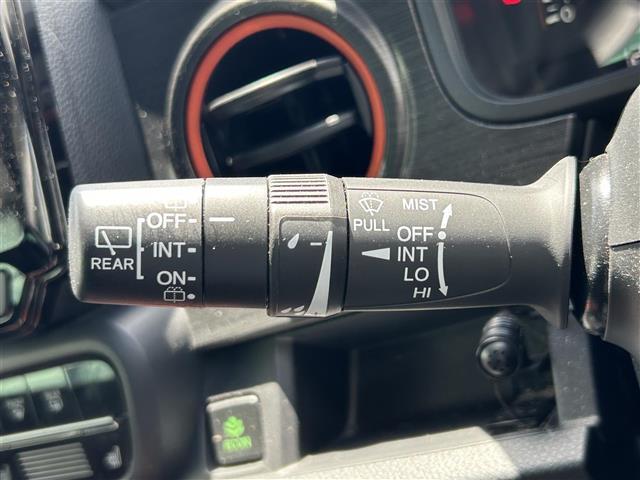 OFF
INT
REAR
ON
PULL
MIST
OFF
INT
LO
HI
ECON